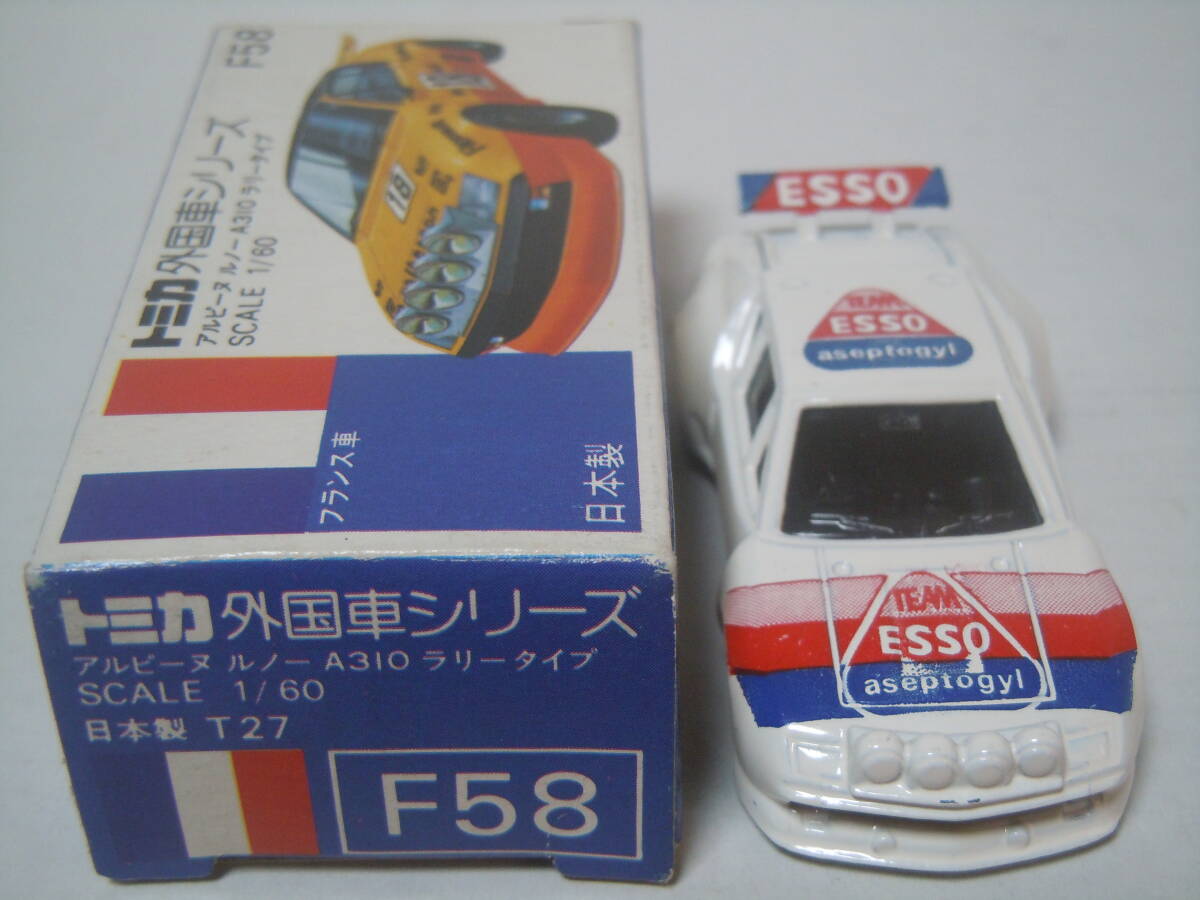 トミカ外国車シリーズ F58
アルピーヌ ルノー A310 ラリータイプ
SCALE 1/60
18
フランス車
日本製
トミカ 外国車シリーズ
アルピーヌ ルノー A310 ラリータイプ
SCALE 1/60
日本製 T27
F58
ESSO
TEAM
ESSO
aseptogyl
TEAM
ESSO
aseptogyl